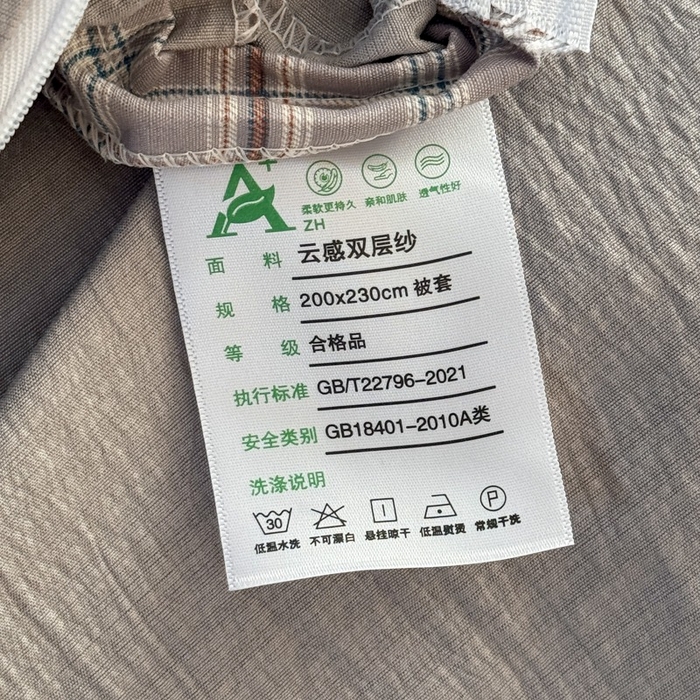 A+
ZH
柔软更持久 亲和肌肤 透气性好
面 料 云感双层纱
规 格 200x230cm 被套
等 级 合格品
执行标准 GB/T22796-2021
安全类别 GB18401-2010A类
洗涤说明
30 P
低温水洗 不可漂白 悬挂晾干 低温熨烫 常规干洗